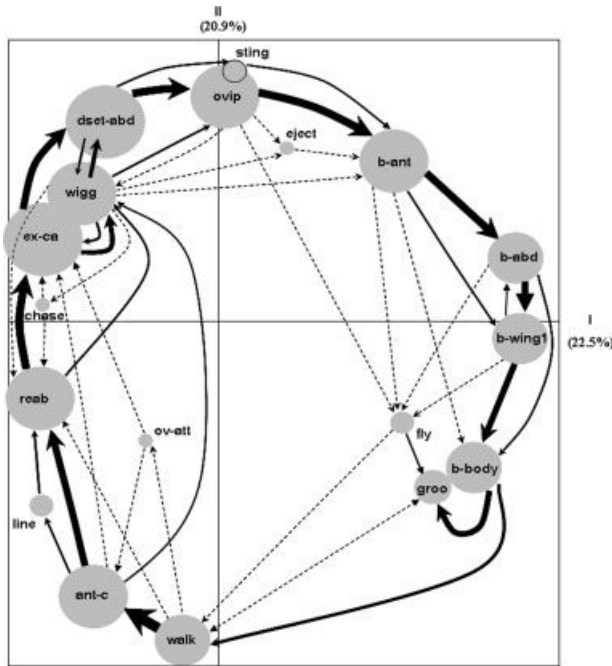 II
(20.9%)
sting
ovip
dset-abd
eject
b-ant
wigg
ex-ca
b-abd
chase
I
(22.5%)
b-wing1
reab
ov-att
fly
b-body
groo
line
ant-c
walk